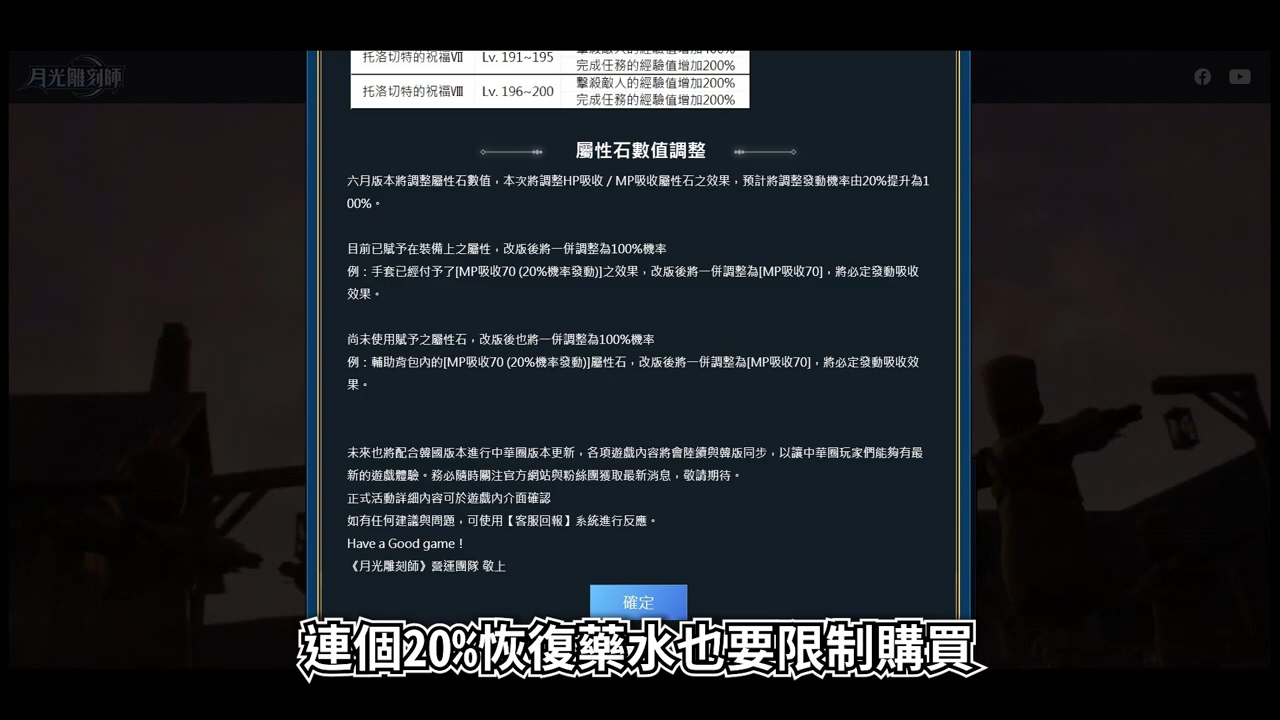 擊殺敵人的經驗值增加400%
托洛切特的祝福Ⅶ Lv. 191~195
完成任務的經驗值增加200%
月光雕刻師
擊殺敵人的經驗值增加200%
托洛切特的祝福Ⅷ Lv. 196~200
完成任務的經驗值增加200%
屬性石數值調整
六月版本將調整屬性石數值，本次將調整HP吸收 / MP吸收屬性石之效果，預計將調整發動機率由20%提升為1
00%。
目前已賦予在裝備上之屬性，改版後將一併調整為100%機率
例：手套已經付予了[MP吸收70 (20%機率發動)]之效果，改版後將一併調整為[MP吸收70]，將必定發動吸收
效果。
尚未使用賦予之屬性石，改版後也將一併調整為100%機率
例：輔助背包內的[MP吸收70 (20%機率發動)]屬性石，改版後將一併調整為[MP吸收70]，將必定發動吸收效
果。
未來也將配合韓國版本進行中華圈版本更新，各項遊戲內容將會陸續與韓版同步，以讓中華圈玩家們能夠有最
新的遊戲體驗。務必隨時關注官方網站與粉絲團獲取最新消息，敬請期待。
正式活動詳細內容可於遊戲內介面確認
如有任何建議與問題，可使用【客服回報】系統進行反應。
Have a Good game！
《月光雕刻師》營運團隊 敬上
確定
連個20%恢復藥水也要限制購買